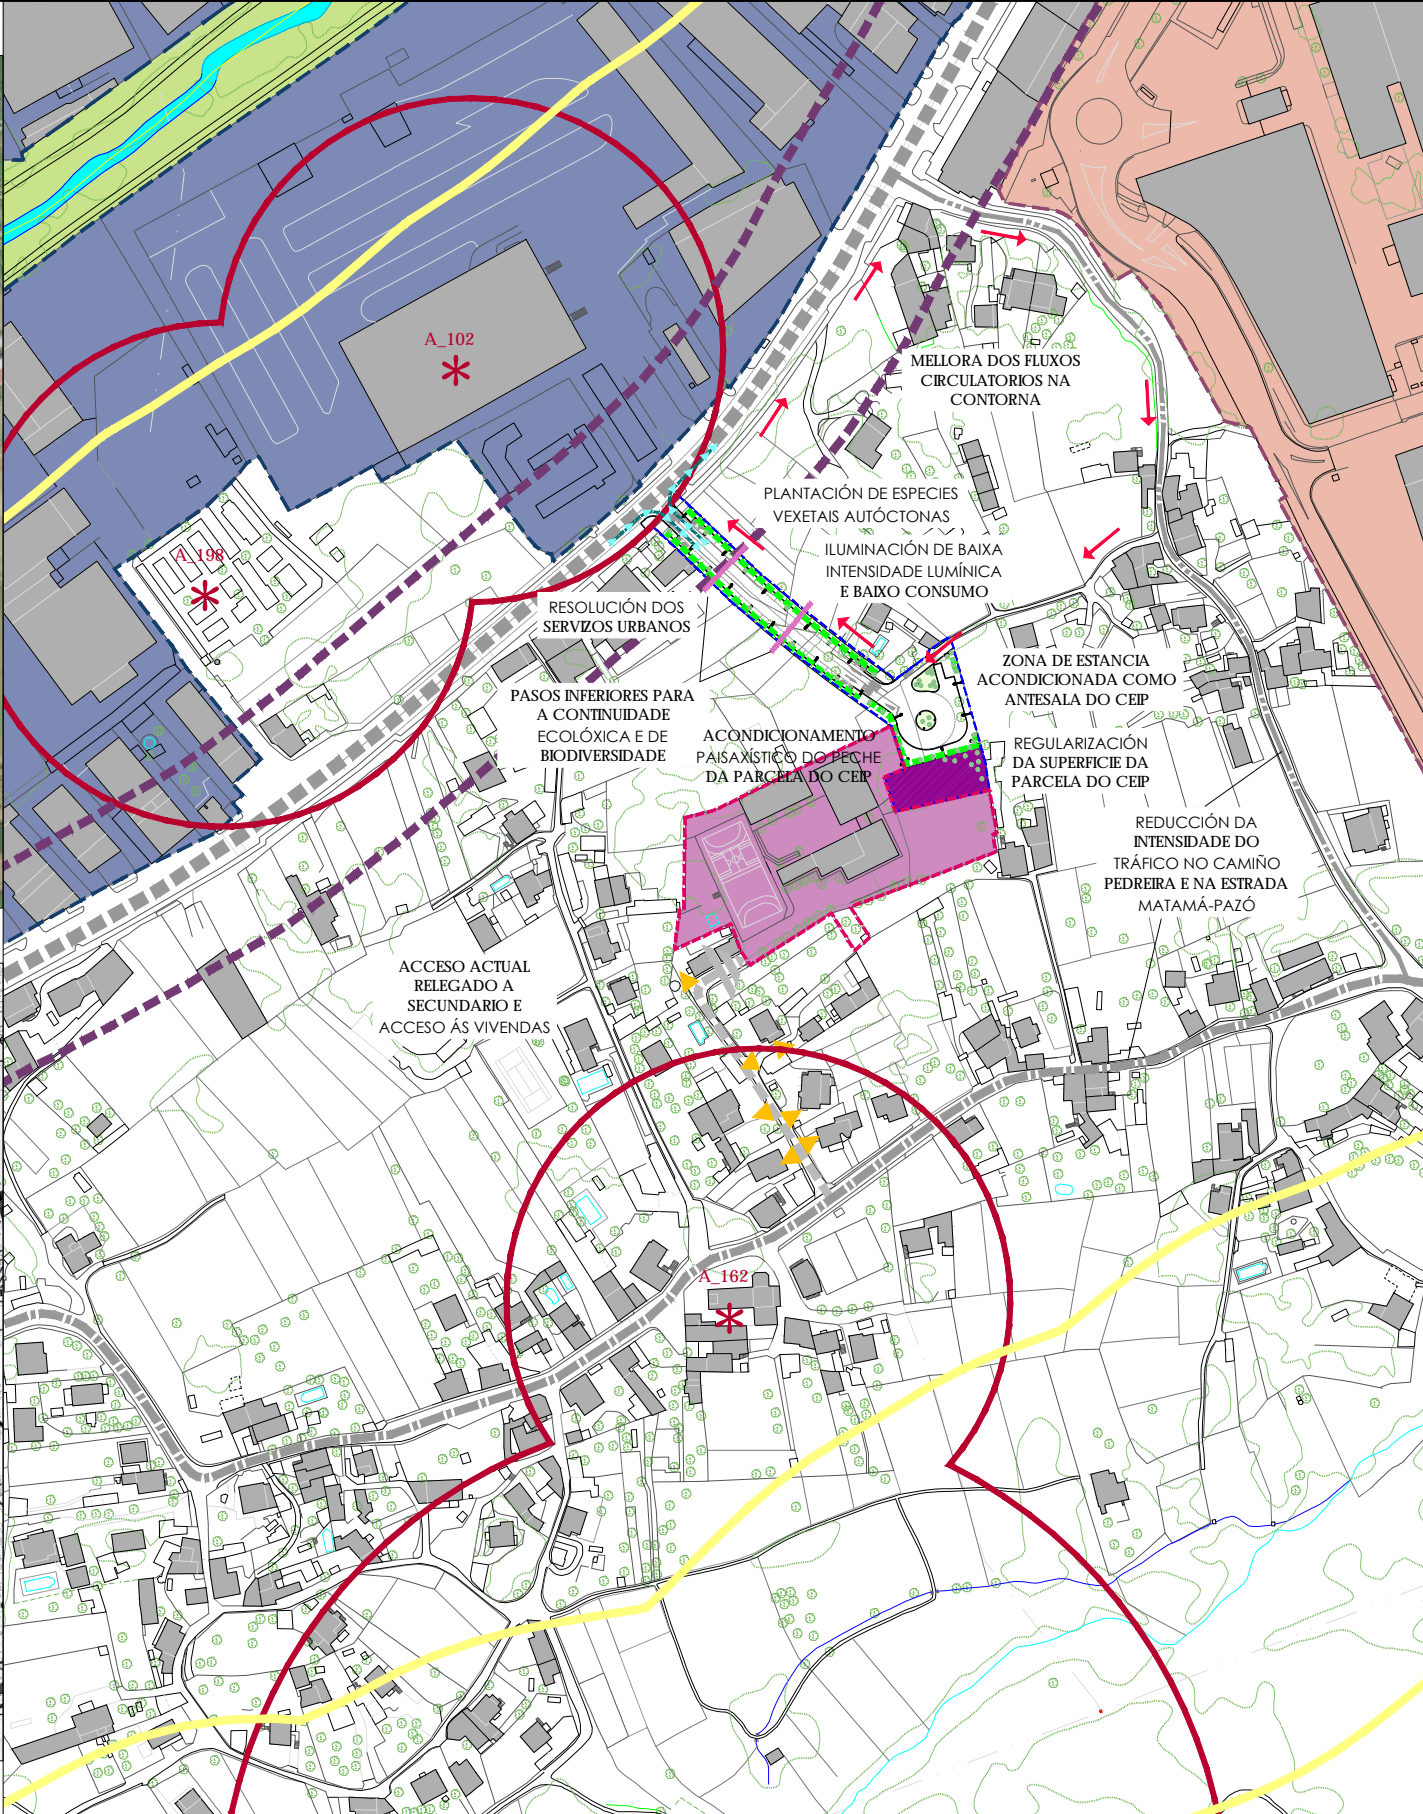 A_102
MELLORA DOS FLUXOS
CIRCULATORIOS NA
CONTORNA
PLANTACIÓN DE ESPECIES
VEXETAIS AUTÓCTONAS
A_198
ILUMINACIÓN DE BAIXA
INTENSIDADE LUMÍNICA
E BAIXO CONSUMO
RESOLUCIÓN DOS
SERVIZOS URBANOS
ZONA DE ESTANCIA
ACONDICIONADA COMO
ANTESALA DO CEIP
PASOS INFERIORES PARA
A CONTINUIDADE
ECOLÓXICA E DE
BIODIVERSIDADE
ACONDICIONAMENTO
PAISAXÍSTICO DO PECHE
DA PARCELA DO CEIP
REGULARIZACIÓN
DA SUPERFICIE DA
PARCELA DO CEIP
REDUCCIÓN DA
INTENSIDADE DO
TRÁFICO NO CAMIÑO
PEDREIRA E NA ESTRADA
MATAMÁ-PAZÓ
ACCESO ACTUAL
RELEGADO A
SECUNDARIO E
ACCESO ÁS VIVENDAS
A_162